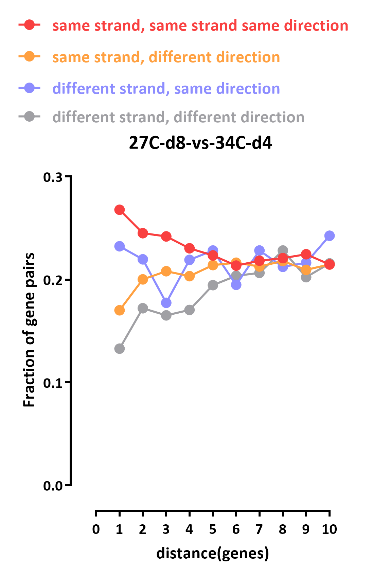 same strand, same strand same direction
same strand, different direction
different strand, same direction
different strand, different direction
27C-d8-vs-34C-d4
Fraction of gene pairs
0.3
0.2
0.1
0.0
0 1 2 3 4 5 6 7 8 9 10
distance(genes)